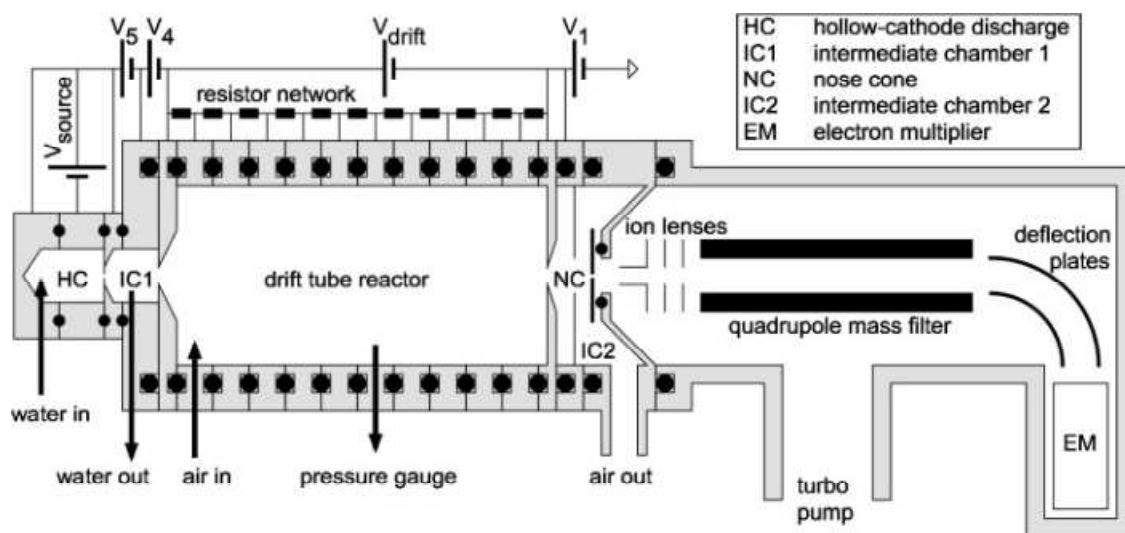 V5
V4
Vdrift
V1
Vsource
resistor network
HC hollow-cathode discharge
IC1 intermediate chamber 1
NC nose cone
IC2 intermediate chamber 2
EM electron multiplier
HC
IC1
drift tube reactor
NC
ion lenses
deflection
plates
quadrupole mass filter
IC2
water in
water out
air in
pressure gauge
air out
turbo
pump
EM